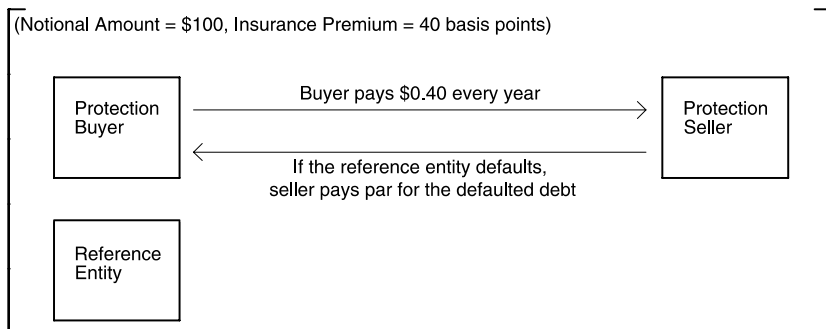 (Notional Amount = $100, Insurance Premium = 40 basis points)
Protection
Buyer
Buyer pays $0.40 every year
Protection
Seller
If the reference entity defaults,
seller pays par for the defaulted debt
Reference
Entity